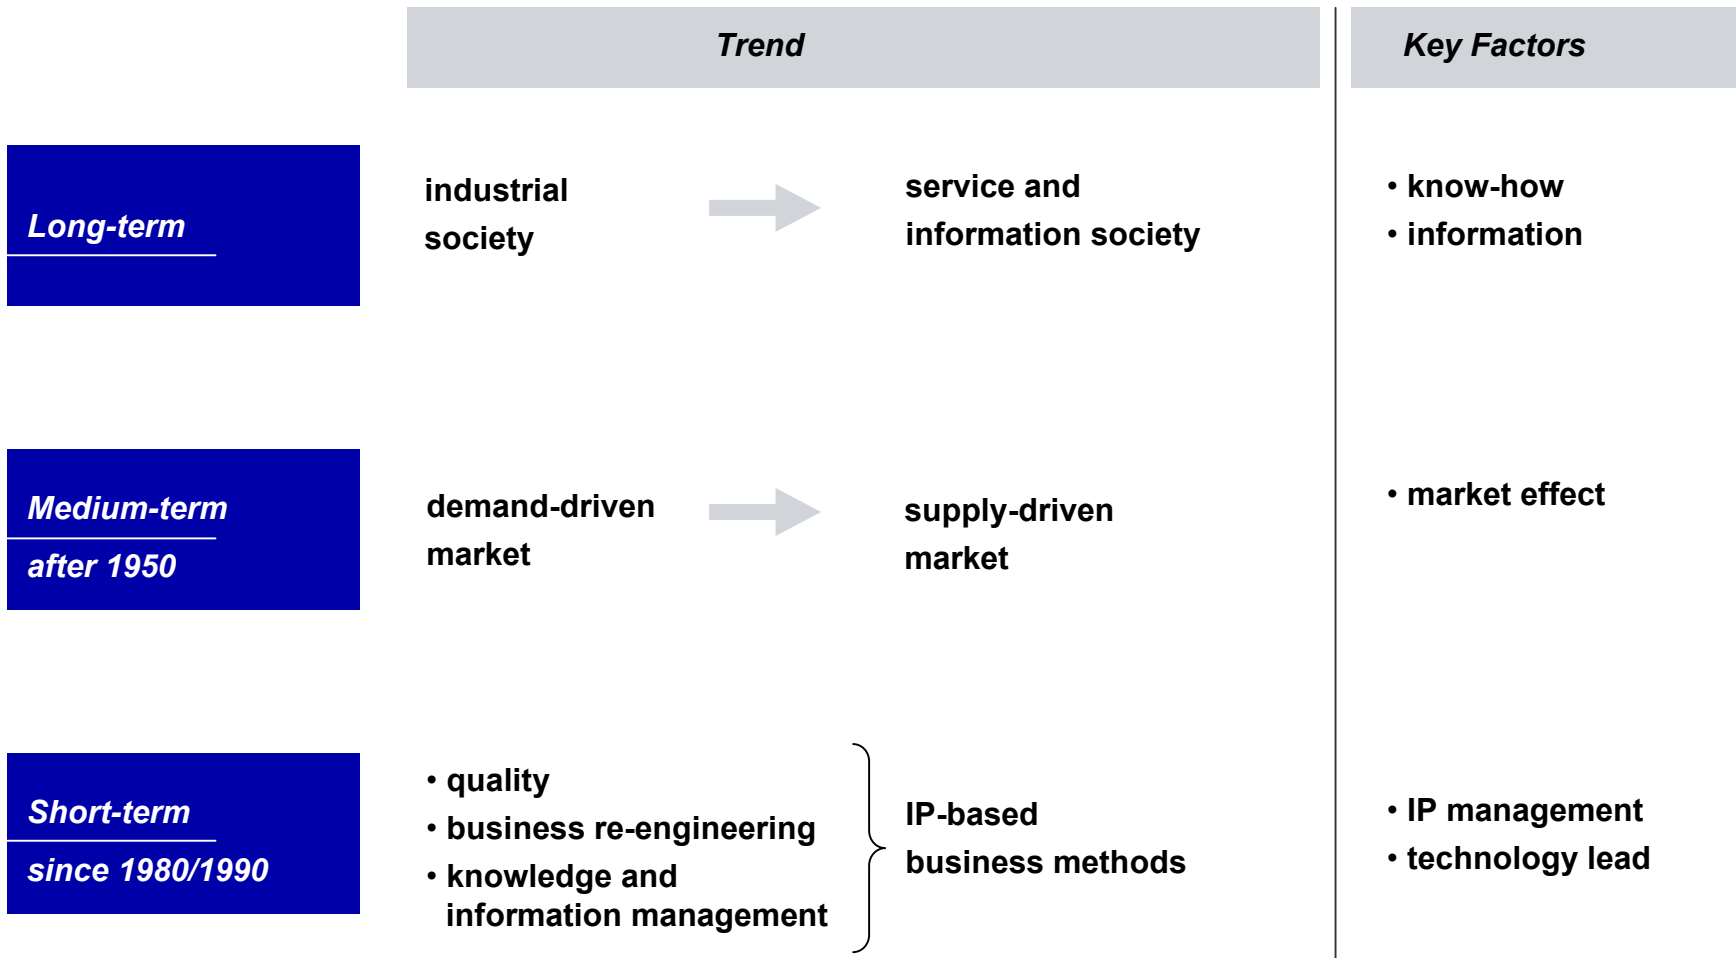 Trend
Key Factors
Long-term
industrial
society
service and
information society
• know-how
• information
Medium-term
after 1950
demand-driven
market
supply-driven
market
• market effect
Short-term
since 1980/1990
• quality
• business re-engineering
• knowledge and
information management
IP-based
business methods
• IP management
• technology lead